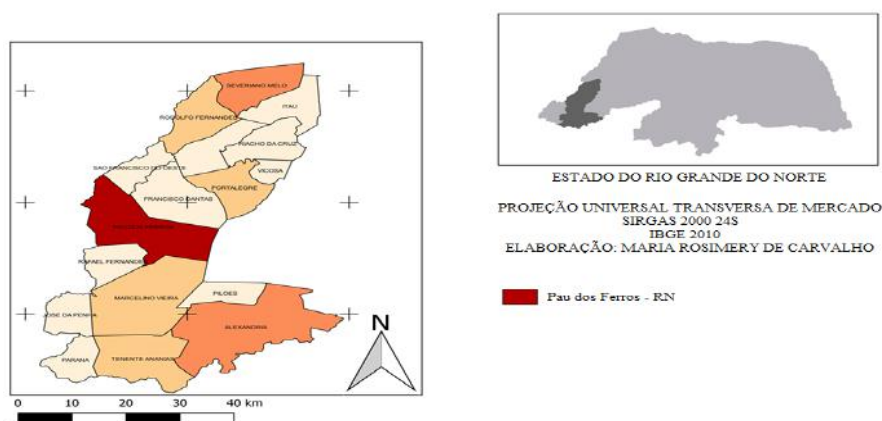 SEVERIANO MELO
ITAU
RODOLFO FERNANDES
RIACHO DA CRUZ
SAO FRANCISCO DO OESTE
VICOSA
PORTALEGRE
FRANCISCO DANTAS
RAFAEL FERNANDES
PILOES
MARCELINO VIEIRA
JOSE DA PENHA
ALEXANDRIA
PARANA
TENENTE ANANIAS
N
0 10 20 30 40 km
ESTADO DO RIO GRANDE DO NORTE
PROJEÇÃO UNIVERSAL TRANSVERSA DE MERCADO
SIRGAS 2000 24S
IBGE 2010
ELABORAÇÃO: MARIA ROSIMERY DE CARVALHO
Pau dos Ferros - RN